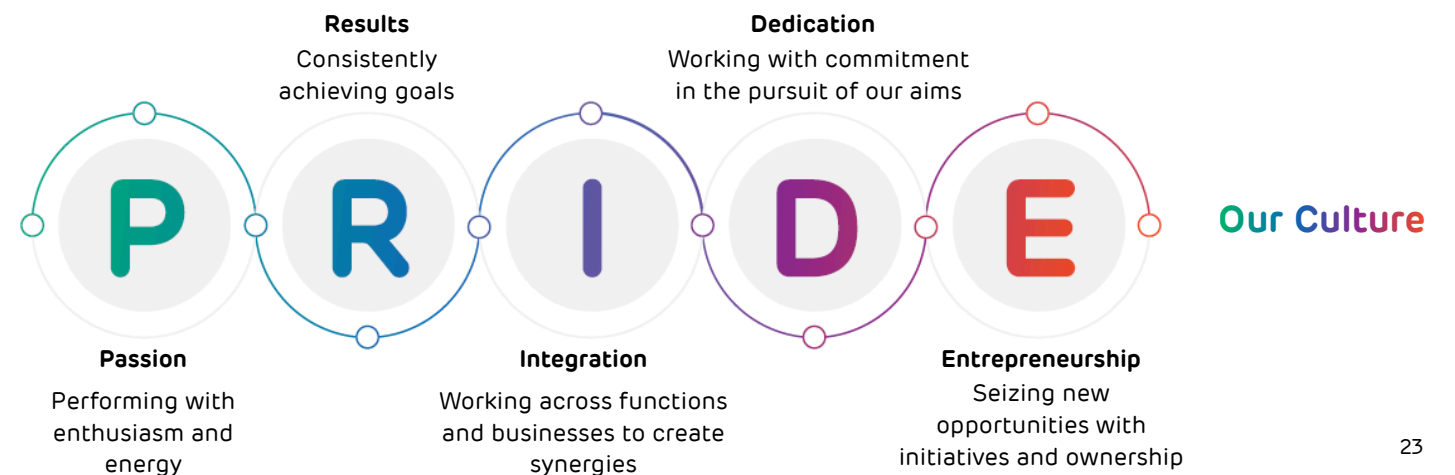 Results
Consistently
achieving goals
Dedication
Working with commitment
in the pursuit of our aims
P
R
I
D
E
Our Culture
Passion
Performing with
enthusiasm and
energy
Integration
Working across functions
and businesses to create
synergies
Entrepreneurship
Seizing new
opportunities with
initiatives and ownership
23